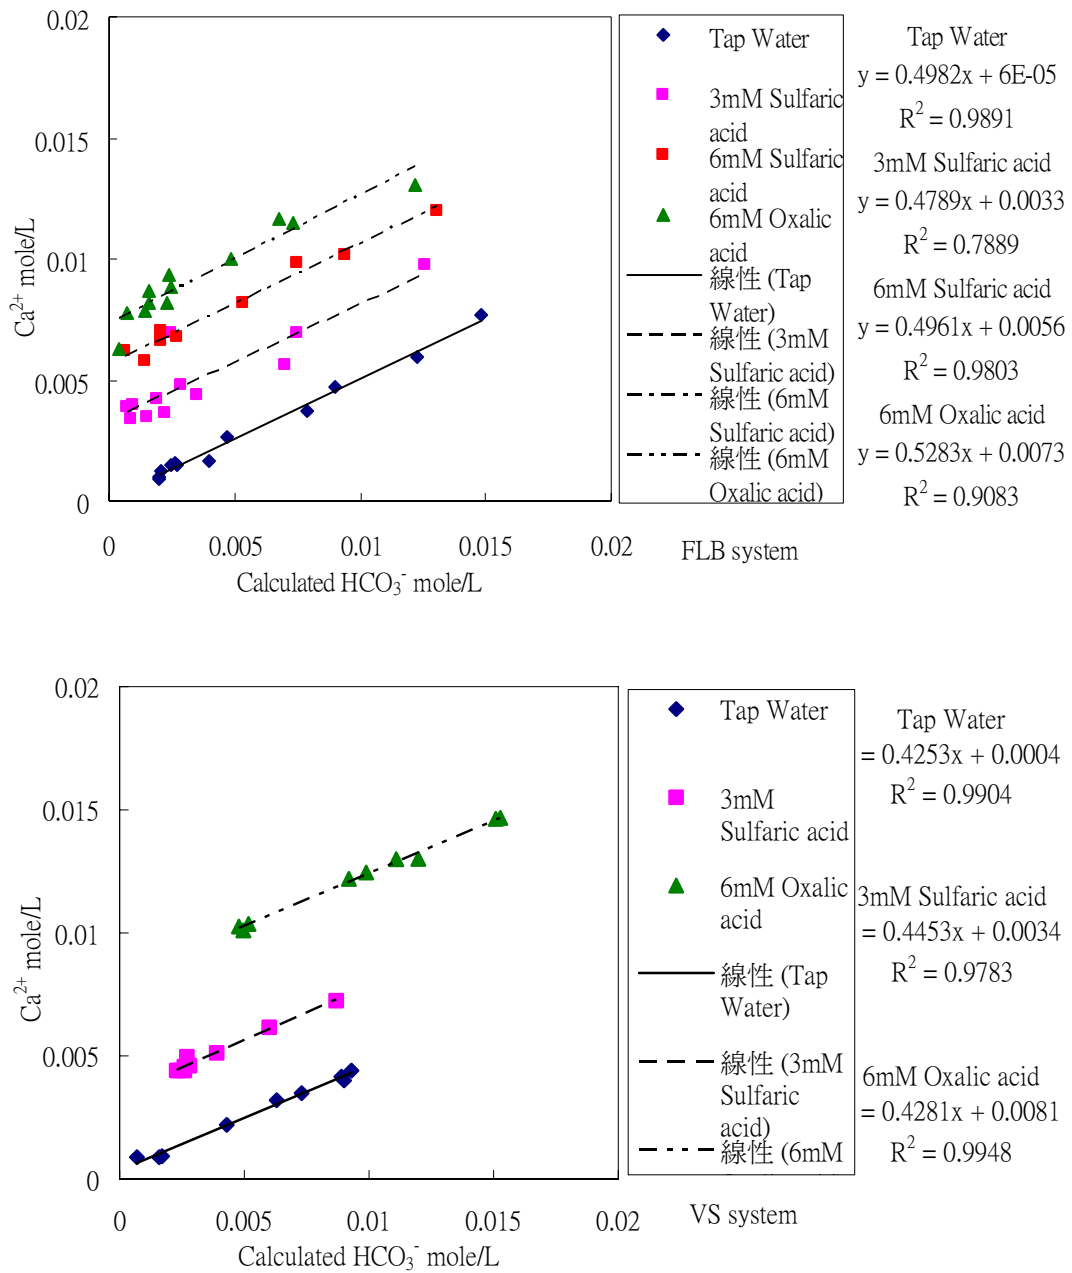 0.02
0.015
0.01
0.005
0
Ca2+ mole/L
0
0.005
0.01
0.015
0.02
Calculated HCO3- mole/L
Tap Water
3mM Sulfaric
acid
6mM Sulfaric
acid
6mM Oxalic
acid
線性 (Tap
Water)
線性 (3mM
Sulfaric acid)
線性 (6mM
Sulfaric acid)
線性 (6mM
Oxalic acid)
Tap Water
y = 0.4982x + 6E-05
R2 = 0.9891
3mM Sulfaric acid
y = 0.4789x + 0.0033
R2 = 0.7889
6mM Sulfaric acid
y = 0.4961x + 0.0056
R2 = 0.9803
6mM Oxalic acid
y = 0.5283x + 0.0073
R2 = 0.9083
FLB system
0.02
0.015
0.01
0.005
0
Ca2+ mole/L
0
0.005
0.01
0.015
0.02
Calculated HCO3- mole/L
Tap Water
3mM
Sulfaric acid
6mM Oxalic
acid
線性 (Tap
Water)
線性 (3mM
Sulfaric
acid)
線性 (6mM
Tap Water
= 0.4253x + 0.0004
R2 = 0.9904
3mM Sulfaric acid
= 0.4453x + 0.0034
R2 = 0.9783
6mM Oxalic acid
= 0.4281x + 0.0081
R2 = 0.9948
VS system